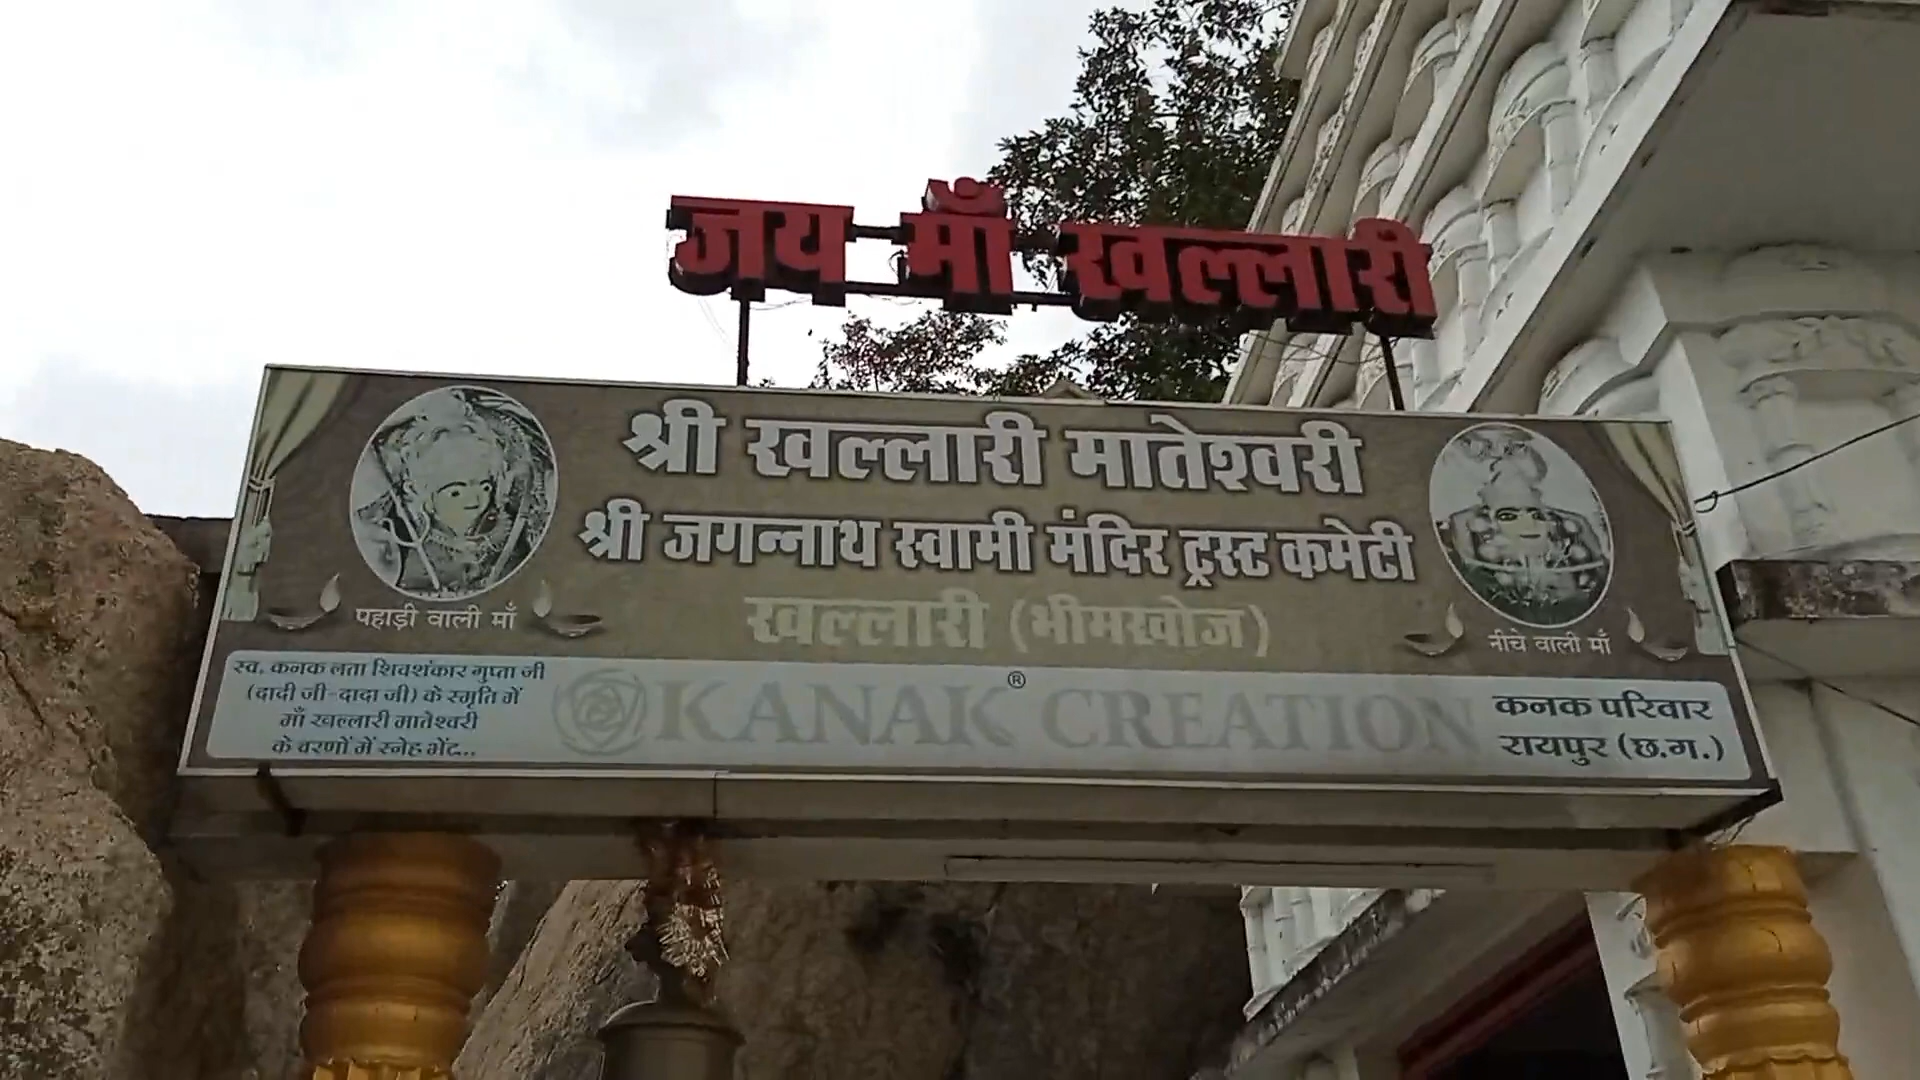 जय माँ खल्लारी
श्री खल्लारी मातेश्वरी
श्री जगन्नाथ स्वामी मंदिर ट्रस्ट कमेटी
खल्लारी (भीमखोज)
पहाड़ी वाली माँ
नीचे वाली माँ
स्व. कनक लता शिवशंकार गुप्ता जी
(दादी जी-दादा जी) के स्मृति में
माँ खल्लारी मातेश्वरी
के चरणों में स्नेह भेंट..
KANAK CREATION®
कनक परिवार
रायपुर (छ.ग.)